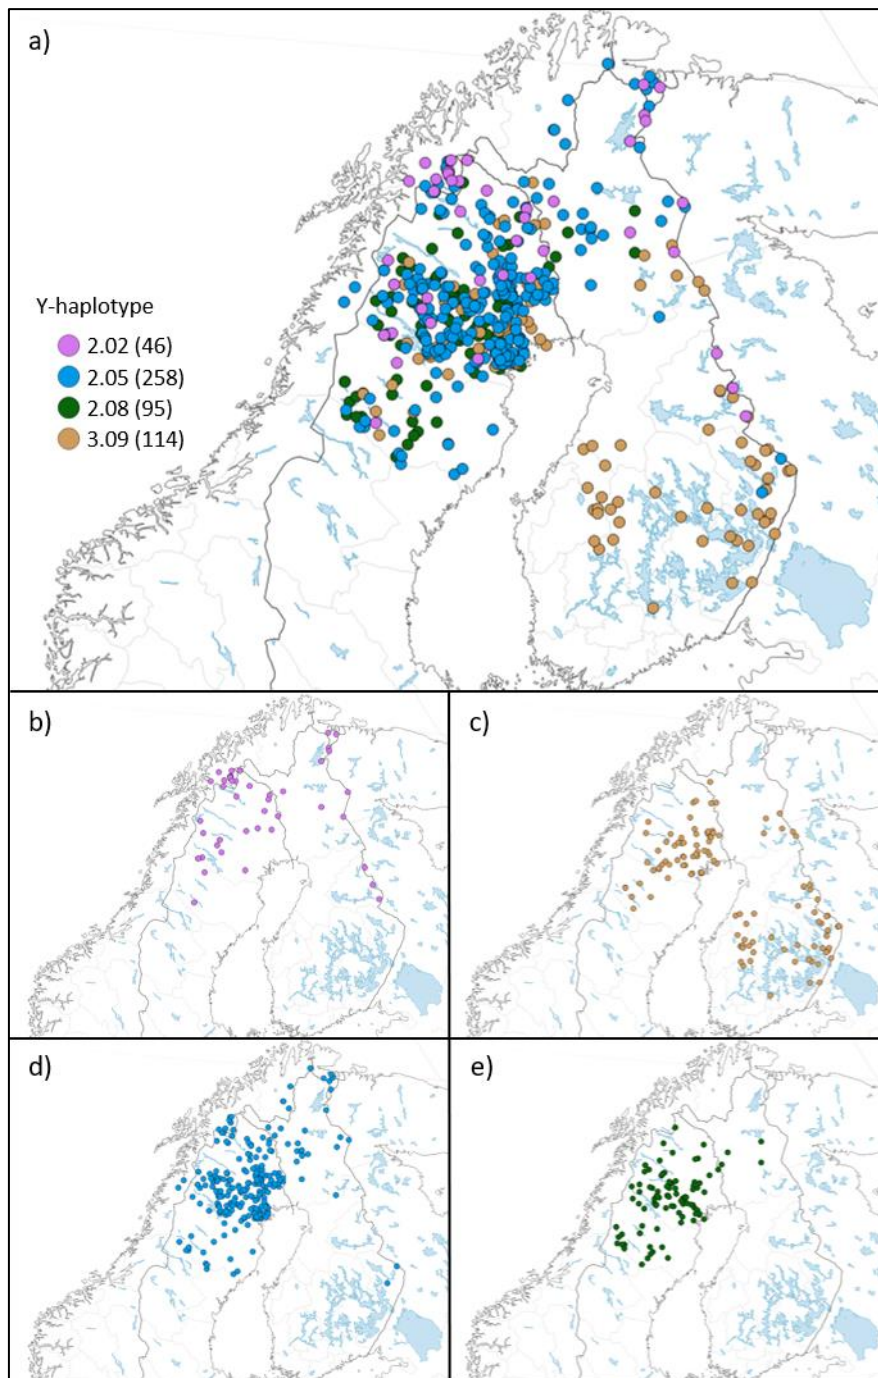 a)
Y-haplotype
2.02 (46)
2.05 (258)
2.08 (95)
3.09 (114)
b)
c)
d)
e)